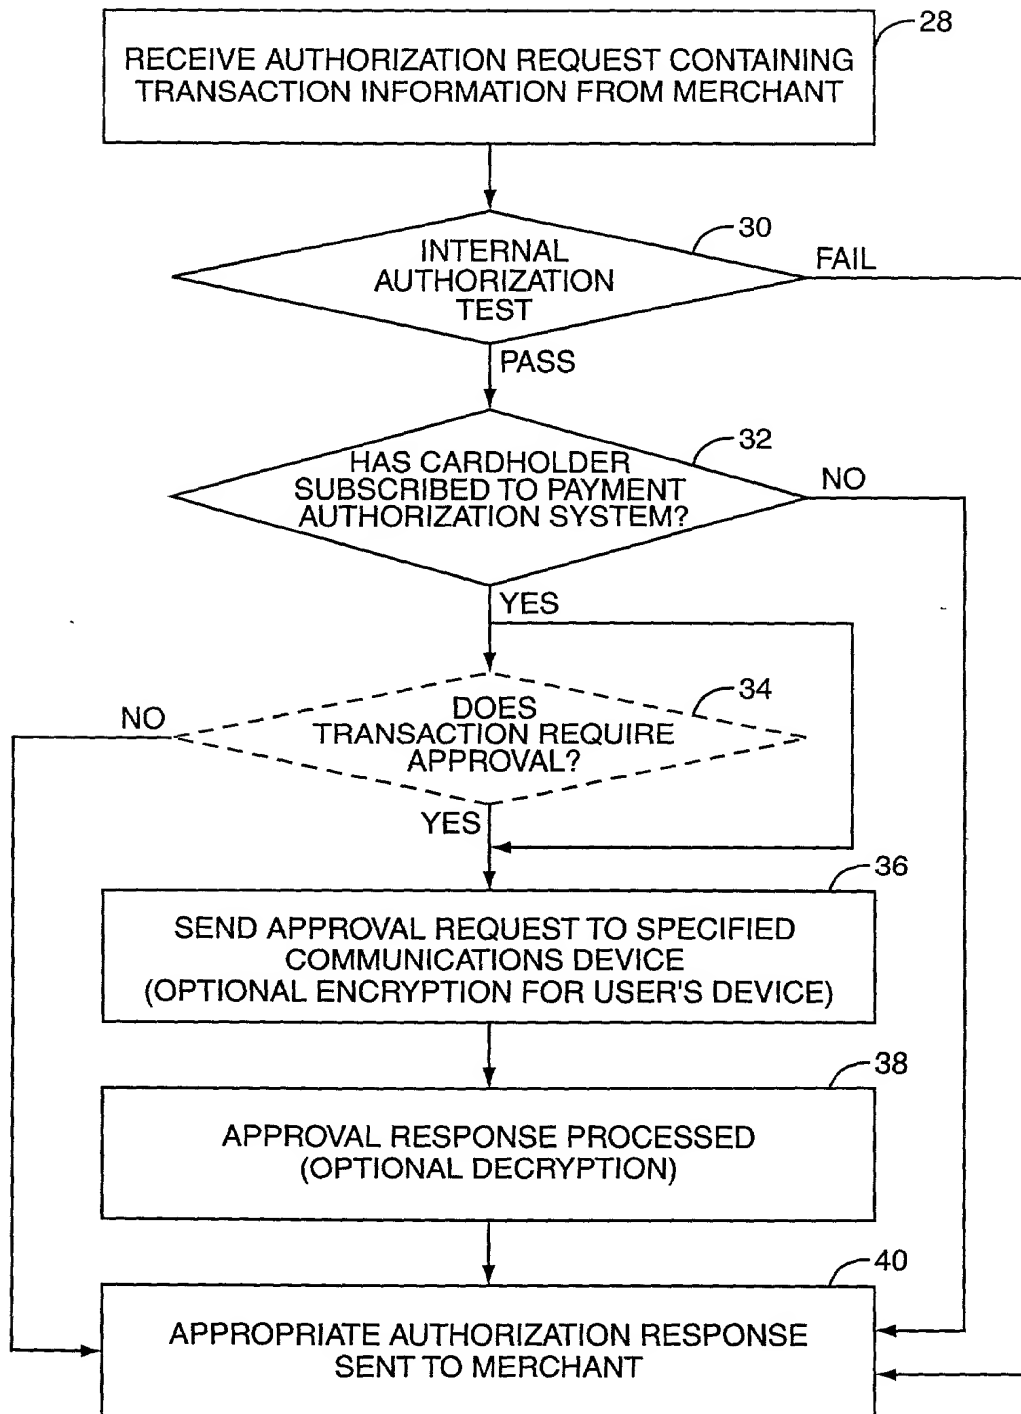 28
RECEIVE AUTHORIZATION REQUEST CONTAINING
TRANSACTION INFORMATION FROM MERCHANT
30
INTERNAL
AUTHORIZATION
TEST
FAIL
PASS
32
HAS CARDHOLDER
SUBSCRIBED TO PAYMENT
AUTHORIZATION SYSTEM?
NO
YES
34
DOES
TRANSACTION REQUIRE
APPROVAL?
NO
YES
36
SEND APPROVAL REQUEST TO SPECIFIED
COMMUNICATIONS DEVICE
(OPTIONAL ENCRYPTION FOR USER'S DEVICE)
38
APPROVAL RESPONSE PROCESSED
(OPTIONAL DECRYPTION)
40
APPROPRIATE AUTHORIZATION RESPONSE
SENT TO MERCHANT